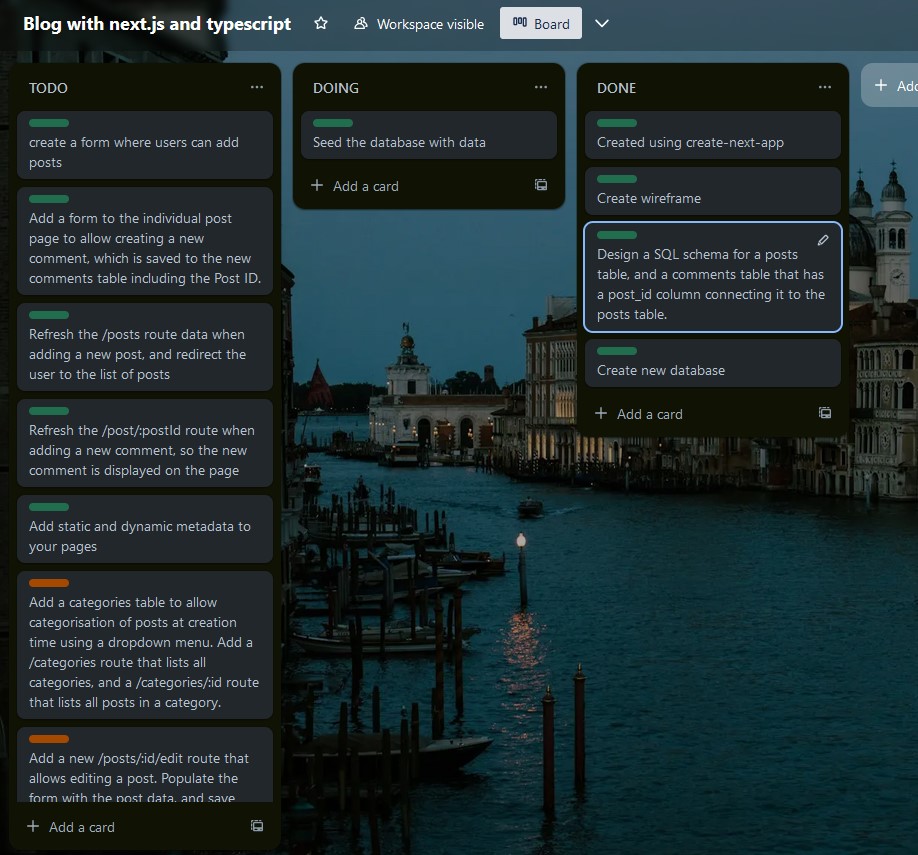 Blog with next.js and typescript
Workspace visible
Board
TODO
create a form where users can add
posts
Add a form to the individual post
page to allow creating a new
comment, which is saved to the new
comments table including the Post ID.
Refresh the /posts route data when
adding a new post, and redirect the
user to the list of posts
Refresh the /post/:postId route when
adding a new comment, so the new
comment is displayed on the page
Add static and dynamic metadata to
your pages
Add a categories table to allow
categorisation of posts at creation
time using a dropdown menu. Add a
/categories route that lists all
categories, and a /categories/:id route
that lists all posts in a category.
Add a new /posts/:id/edit route that
allows editing a post. Populate the
form with the post data, and save
Add a card
DOING
Seed the database with data
Add a card
DONE
Created using create-next-app
Create wireframe
Design a SQL schema for a posts
table, and a comments table that has
a post_id column connecting it to the
posts table.
Create new database
Add a card
Add